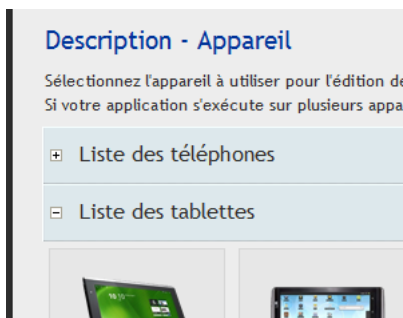 Description - Appareil
Sélectionnez l'appareil à utiliser pour l'édition de
Si votre application s'exécute sur plusieurs appa
Liste des téléphones
Liste des tablettes